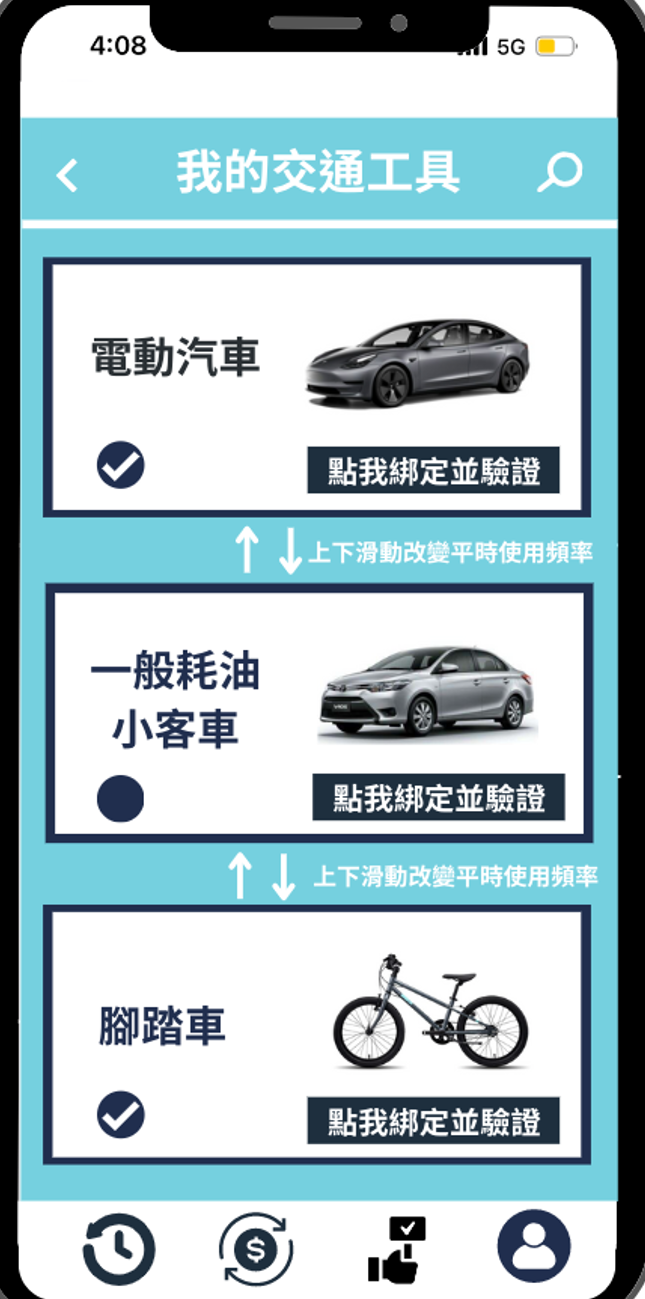 4:08
5G
我的交通工具
電動汽車
點我綁定並驗證
上下滑動改變平時使用頻率
一般耗油
小客車
點我綁定並驗證
上下滑動改變平時使用頻率
腳踏車
點我綁定並驗證
$